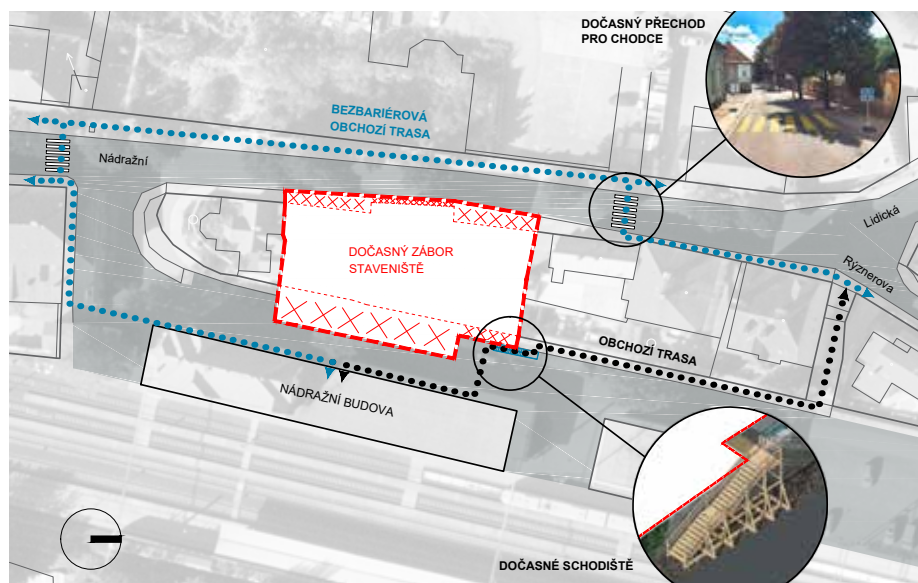 DOČASNÝ PŘECHOD
PRO CHODCE
BEZBARIÉROVÁ
OBCHOZÍ TRASA
Nádražní
Lidická
DOČASNÝ ZÁBOR
STAVENIŠTĚ
Rýznerova
OBCHOZÍ TRASA
NÁDRAŽNÍ BUDOVA
DOČASNÉ SCHODIŠTĚ